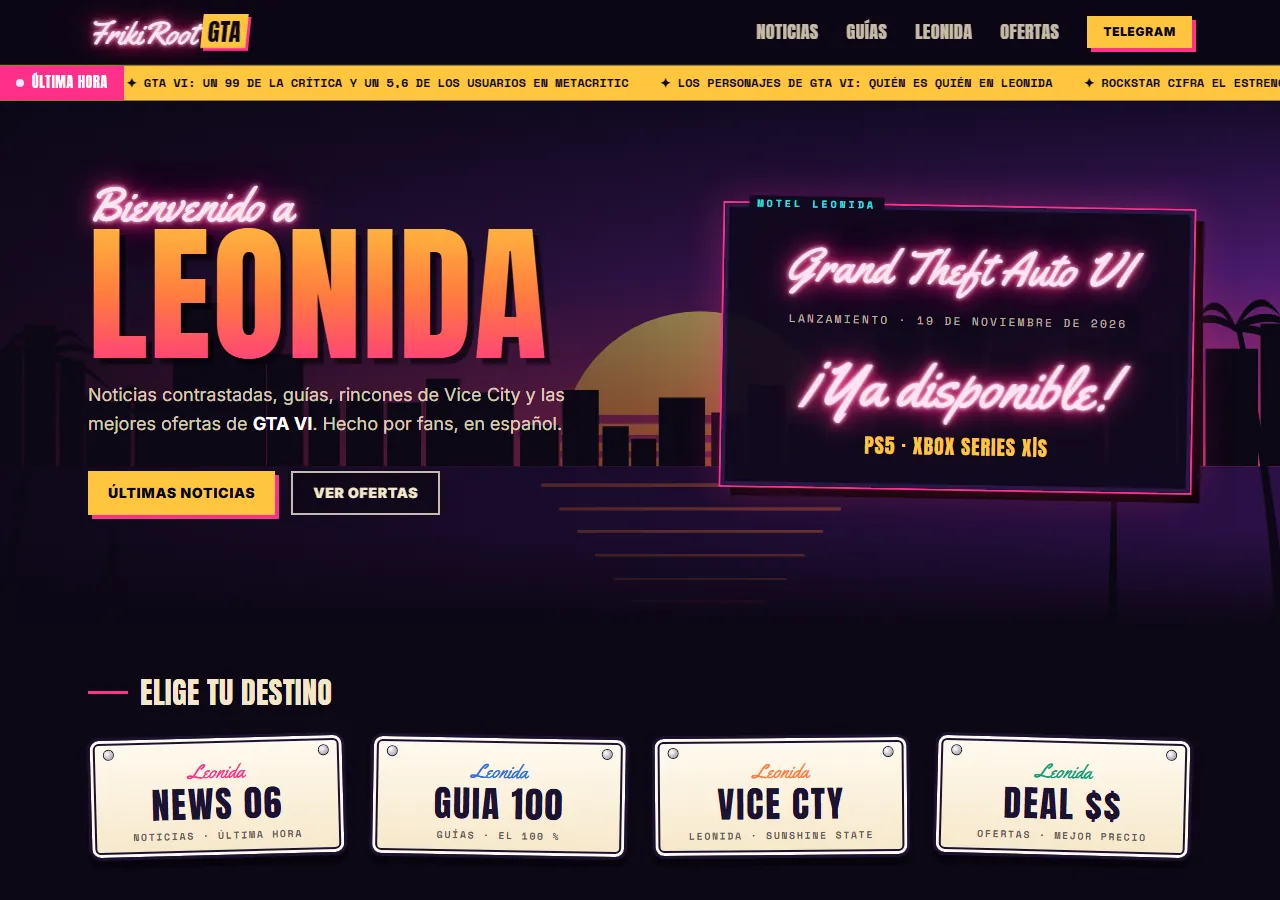 FrikiRoot GTA
NOTICIAS GUÍAS LEONIDA OFERTAS TELEGRAM
ÚLTIMA HORA ✦ GTA VI: UN 99 DE LA CRÍTICA Y UN 5,6 DE LOS USUARIOS EN METACRITIC ✦ LOS PERSONAJES DE GTA VI: QUIÉN ES QUIÉN EN LEONIDA ✦ ROCKSTAR CIFRA EL
Bienvenido a
LEONIDA
Noticias contrastadas, guías, rincones de Vice City y las
mejores ofertas de GTA VI. Hecho por fans, en español.
ÚLTIMAS NOTICIAS VER OFERTAS
MOTEL LEONIDA
Grand Theft Auto VI
LANZAMIENTO · 19 DE NOVIEMBRE DE 2026
¡Ya disponible!
PS5 · XBOX SERIES X|S
ELIGE TU DESTINO
Leonida
NEWS 06
NOTICIAS · ÚLTIMA HORA
Leonida
GUIA 100
GUÍAS · EL 100 %
Leonida
VICE CTY
LEONIDA · SUNSHINE STATE
Leonida
DEAL $$
OFERTAS · MEJOR PRECIO